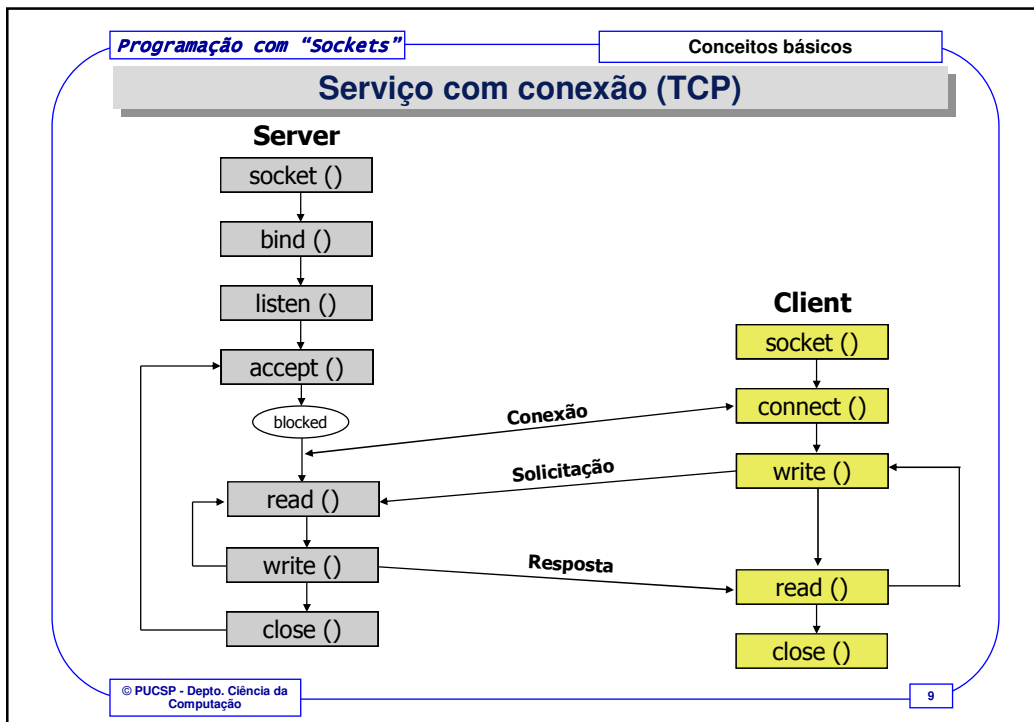 Programação com “Sockets”
Conceitos básicos
Serviço com conexão (TCP)
Server
socket ()
bind ()
listen ()
accept ()
blocked
read ()
write ()
close ()
Client
socket ()
connect ()
write ()
read ()
close ()
Conexão
Solicitação
Resposta
© PUCSP - Depto. Ciência da
Computação
9